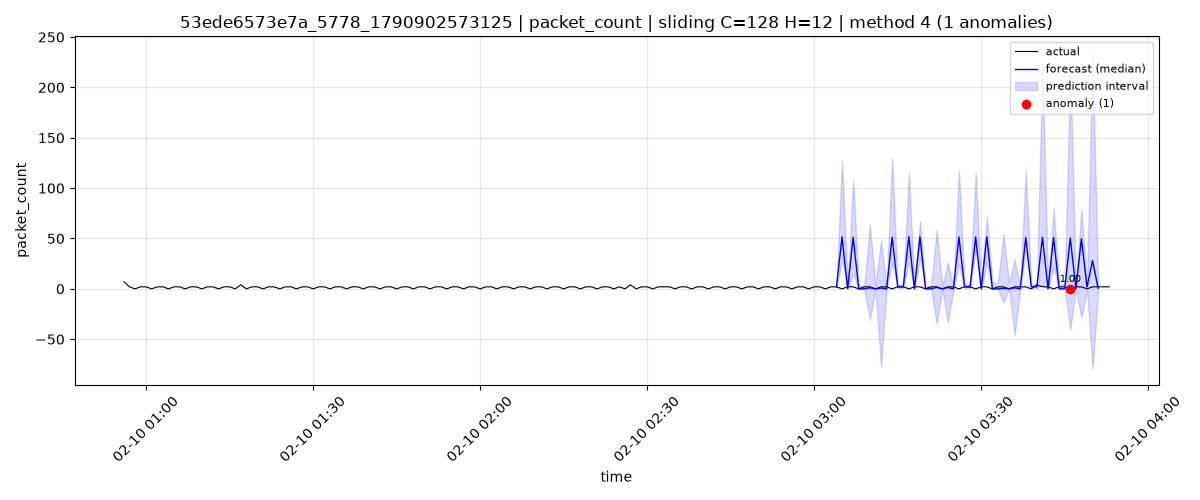 53ede6573e7a_5778_1790902573125 | packet_count | sliding C=128 H=12 | method 4 (1 anomalies)
250
200
150
100
50
0
−50
packet_count
actual
forecast (median)
prediction interval
anomaly (1)
1.00
02-10 01:00
02-10 01:30
02-10 02:00
02-10 02:30
02-10 03:00
02-10 03:30
02-10 04:00
time